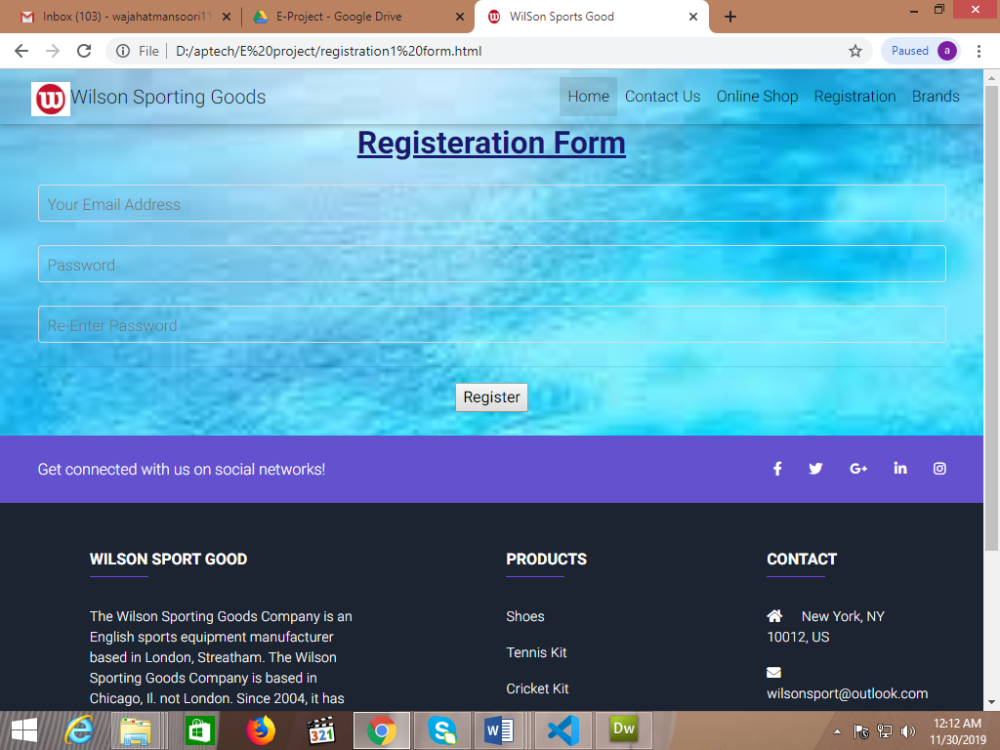 Inbox (103) - wajahatmansoori11
E-Project - Google Drive
WilSon Sports Good
File
D:/aptech/E%20project/registration1%20form.html
Paused
a
Wilson Sporting Goods
Home
Contact Us
Online Shop
Registration
Brands
Registeration Form
Your Email Address
Password
Re-Enter Password
Register
Get connected with us on social networks!
WILSON SPORT GOOD
The Wilson Sporting Goods Company is an
English sports equipment manufacturer
based in London, Streatham. The Wilson
Sporting Goods Company is based in
Chicago, Il. not London. Since 2004, it has
PRODUCTS
Shoes
Tennis Kit
Cricket Kit
CONTACT
New York, NY
10012, US
wilsonsport@outlook.com
321
Dw
12:12 AM
11/30/2019